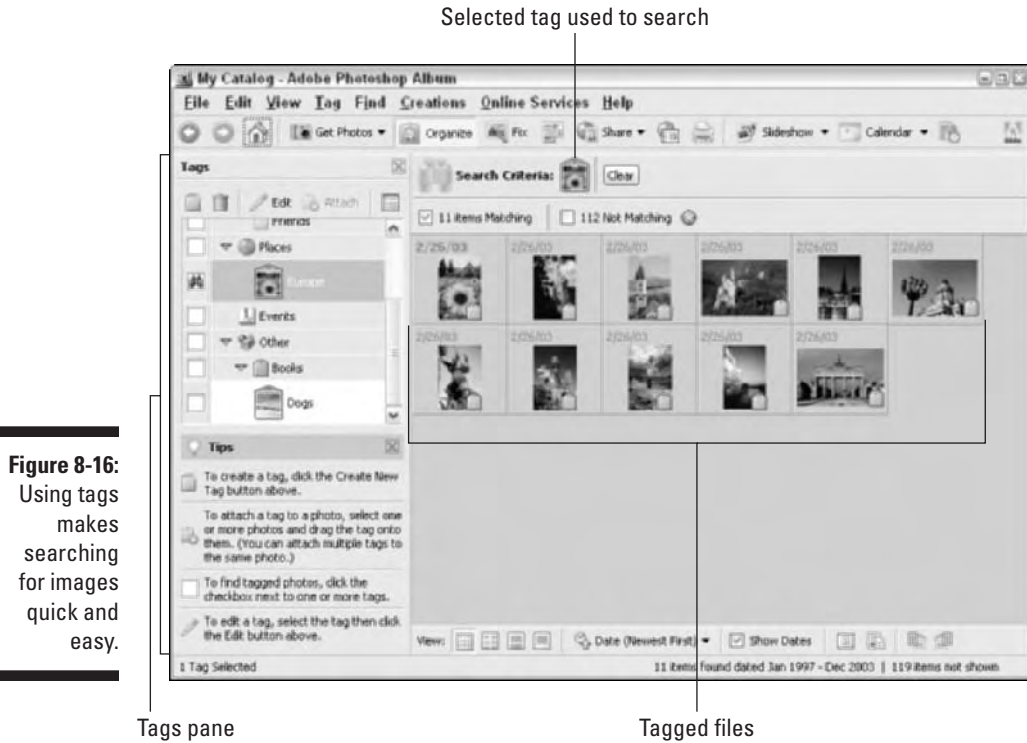 Selected tag used to search
My Catalog - Adobe Photoshop Album
File Edit View Tag Find Creations Online Services Help
Get Photos Organize Fix Share Slideshow Calendar
Tags
Search Criteria: Clear
Edit Attach
11 items Matching 112 Not Matching
Friends
Places
Europe
Events
Other
Books
Dogs
2/25/03 2/26/03 2/26/03 2/26/03 2/26/03 2/26/03
2/26/03 2/26/03 2/26/03 2/26/03 2/26/03
Tips
To create a tag, click the Create New
Tag button above.
To attach a tag to a photo, select one
or more photos and drag the tag onto
them. (You can attach multiple tags to
the same photo.)
To find tagged photos, click the
checkbox next to one or more tags.
To edit a tag, select the tag then click
the Edit button above.
View: Date (Newest First) Show Dates
1 Tag Selected
11 items found dated Jan 1997 - Dec 2003 | 119 items not shown
Figure 8-16:
Using tags
makes
searching
for images
quick and
easy.
Tags pane
Tagged files